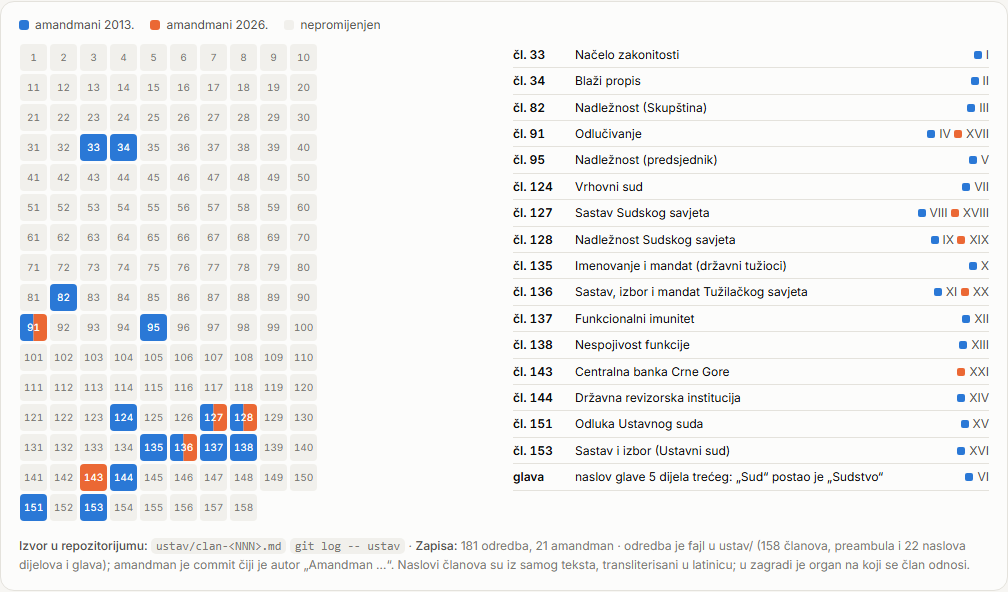 amandmani 2013. amandmani 2026. nepromijenjen
1 2 3 4 5 6 7 8 9 10
11 12 13 14 15 16 17 18 19 20
21 22 23 24 25 26 27 28 29 30
31 32 33 34 35 36 37 38 39 40
41 42 43 44 45 46 47 48 49 50
51 52 53 54 55 56 57 58 59 60
61 62 63 64 65 66 67 68 69 70
71 72 73 74 75 76 77 78 79 80
81 82 83 84 85 86 87 88 89 90
91 92 93 94 95 96 97 98 99 100
101 102 103 104 105 106 107 108 109 110
111 112 113 114 115 116 117 118 119 120
121 122 123 124 125 126 127 128 129 130
131 132 133 134 135 136 137 138 139 140
141 142 143 144 145 146 147 148 149 150
151 152 153 154 155 156 157 158
čl. 33 Načelo zakonitosti I
čl. 34 Blaži propis II
čl. 82 Nadležnost (Skupština) III
čl. 91 Odlučivanje IV XVII
čl. 95 Nadležnost (predsjednik) V
čl. 124 Vrhovni sud VII
čl. 127 Sastav Sudskog savjeta VIII XVIII
čl. 128 Nadležnost Sudskog savjeta IX XIX
čl. 135 Imenovanje i mandat (državni tužioci) X
čl. 136 Sastav, izbor i mandat Tužilačkog savjeta XI XX
čl. 137 Funkcionalni imunitet XII
čl. 138 Nespojivost funkcije XIII
čl. 143 Centralna banka Crne Gore XXI
čl. 144 Državna revizorska institucija XIV
čl. 151 Odluka Ustavnog suda XV
čl. 153 Sastav i izbor (Ustavni sud) XVI
glava naslov glave 5 dijela trećeg: „Sud“ postao je „Sudstvo“ VI
Izvor u repozitorijumu: ustav/clan-<NNN>.md git log -- ustav · Zapisa: 181 odredba, 21 amandman · odredba je fajl u ustav/ (158 članova, preambula i 22 naslova
dijelova i glava); amandman je commit čiji je autor „Amandman ...“. Naslovi članova su iz samog teksta, transliterisani u latinicu; u zagradi je organ na koji se član odnosi.